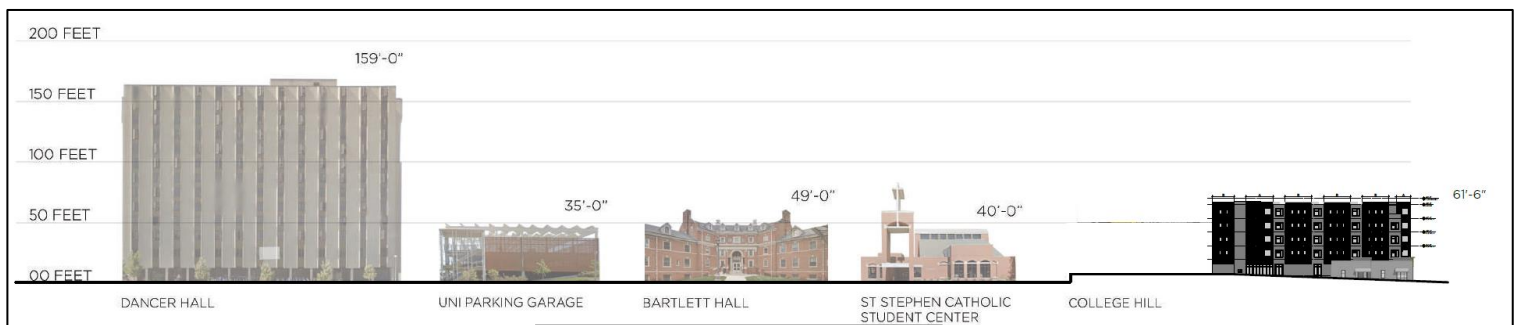 200 FEET
159'-0"
150 FEET
100 FEET
50 FEET
35'-0"
49'-0"
40'-0"
61'-6"
00 FEET
DANCER HALL
UNI PARKING GARAGE
BARTLETT HALL
ST STEPHEN CATHOLIC
STUDENT CENTER
COLLEGE HILL